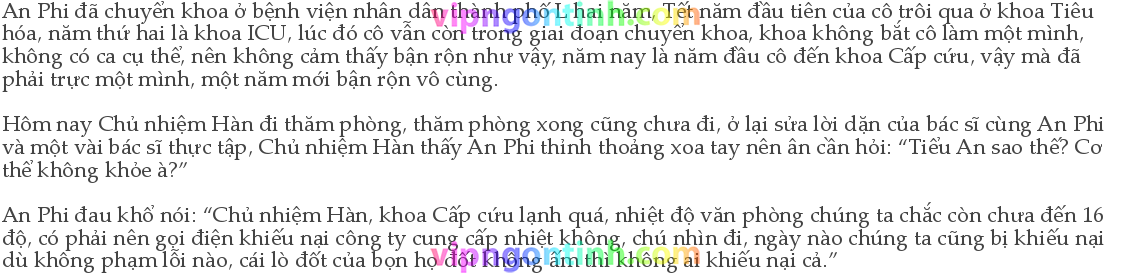 An Phi đã chuyển khoa ở bệnh viện nhân dân thành phố L hai năm. Tết năm đầu tiên của cô trôi qua ở khoa Tiêu
hóa, năm thứ hai là khoa ICU, lúc đó cô vẫn còn trong giai đoạn chuyển khoa, khoa không bắt cô làm một mình,
không có ca cụ thể, nên không cảm thấy bận rộn như vậy, năm nay là năm đầu cô đến khoa Cấp cứu, vậy mà đã
phải trực một mình, một năm mới bận rộn vô cùng.
Hôm nay Chủ nhiệm Hàn đi thăm phòng, thăm phòng xong cũng chưa đi, ở lại sửa lời dặn của bác sĩ cùng An Phi
và một vài bác sĩ thực tập, Chủ nhiệm Hàn thấy An Phi thỉnh thoảng xoa tay nên ân cần hỏi: “Tiểu An sao thế? Cơ
thể không khỏe à?”
An Phi đau khổ nói: “Chủ nhiệm Hàn, khoa Cấp cứu lạnh quá, nhiệt độ văn phòng chúng ta chắc còn chưa đến 16
độ, có phải nên gọi điện khiếu nại công ty cung cấp nhiệt không, chú nhìn đi, ngày nào chúng ta cũng bị khiếu nại
dù không phạm lỗi nào, cái lò đốt của bọn họ đốt không ấm thì không ai khiếu nại cả.”
vipngontinh.com
vipngontinh.com